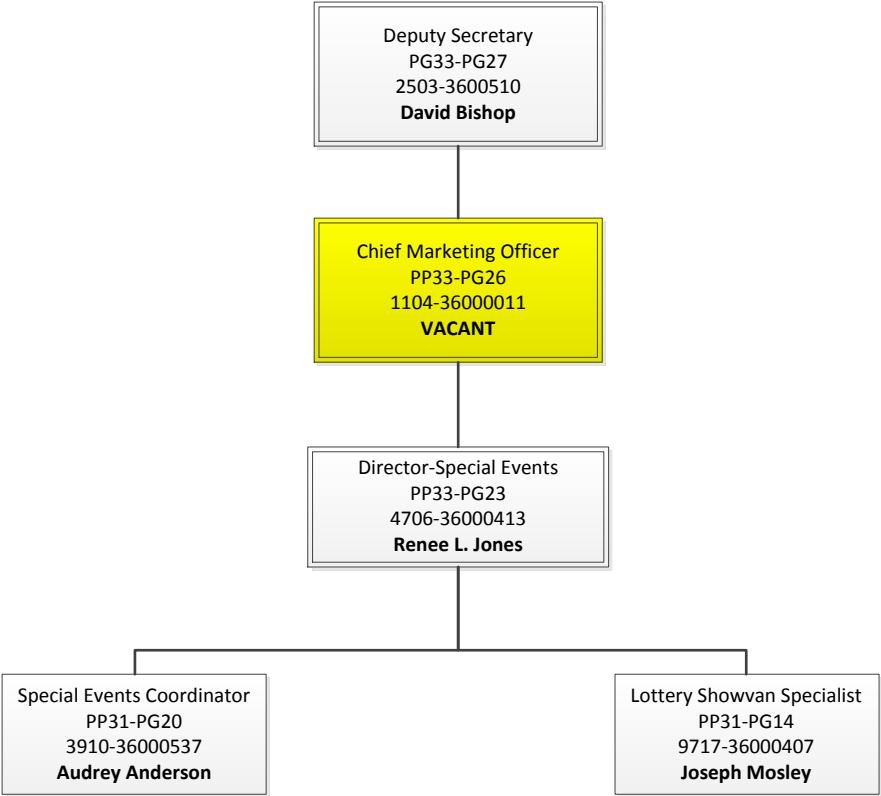 Deputy Secretary
PG33-PG27
2503-3600510
David Bishop
Chief Marketing Officer
PP33-PG26
1104-36000011
VACANT
Director-Special Events
PP33-PG23
4706-36000413
Renee L. Jones
Special Events Coordinator
PP31-PG20
3910-36000537
Audrey Anderson
Lottery Showvan Specialist
PP31-PG14
9717-36000407
Joseph Mosley